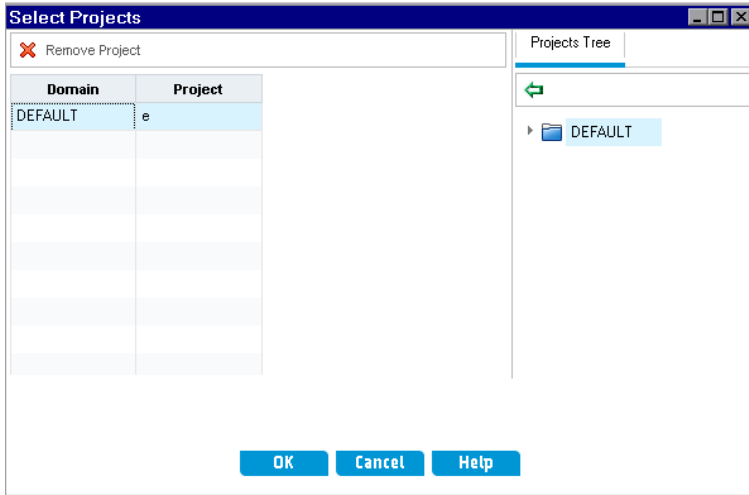 Select Projects
Remove Project
Projects Tree
Domain Project
DEFAULT e
DEFAULT
OK Cancel Help